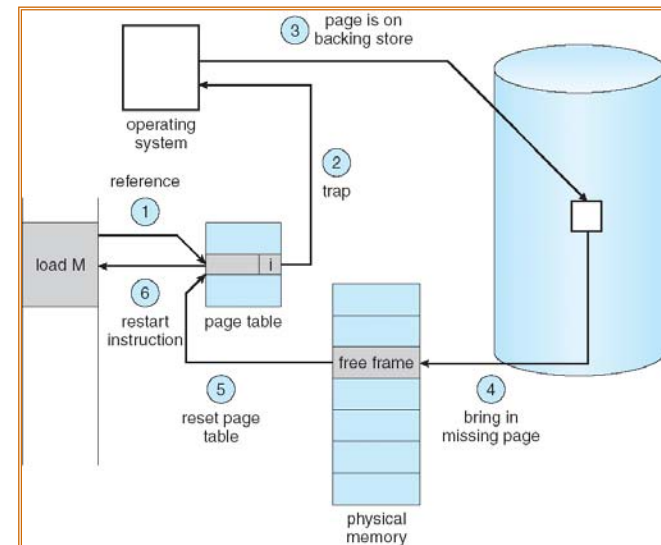 3
page is on
backing store
operating
system
2
trap
reference
1
load M
i
6
restart
instruction
page table
free frame
5
reset page
table
4
bring in
missing page
physical
memory